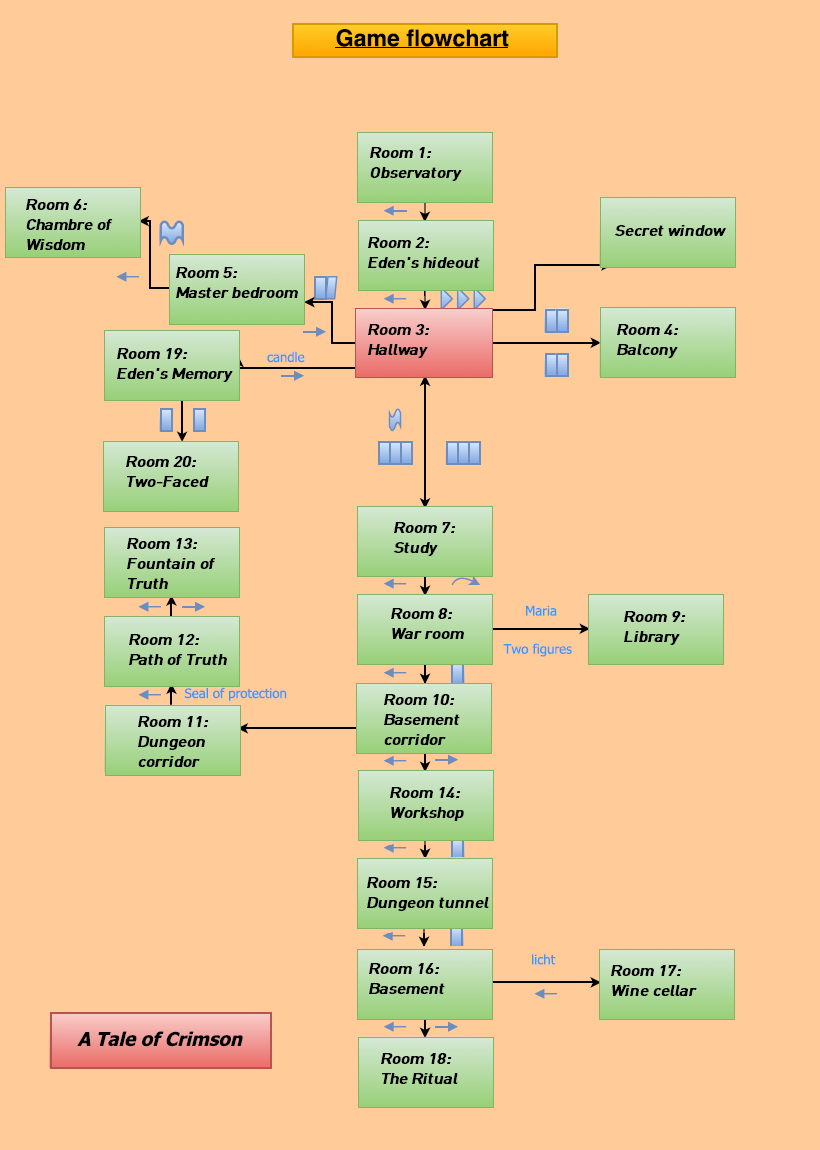 Game flowchart
Room 1:
Observatory
Room 6:
Chambre of
Wisdom
Secret window
Room 2:
Eden's hideout
Room 5:
Master bedroom
Room 3:
Hallway
Room 4:
Balcony
Room 19:
Eden's Memory
candle
Room 20:
Two-Faced
Room 7:
Study
Room 13:
Fountain of
Truth
Room 8:
War room
Maria
Two figures
Room 9:
Library
Room 12:
Path of Truth
Seal of protection
Room 10:
Basement
corridor
Room 11:
Dungeon
corridor
Room 14:
Workshop
Room 15:
Dungeon tunnel
Room 16:
Basement
licht
Room 17:
Wine cellar
A Tale of Crimson
Room 18:
The Ritual